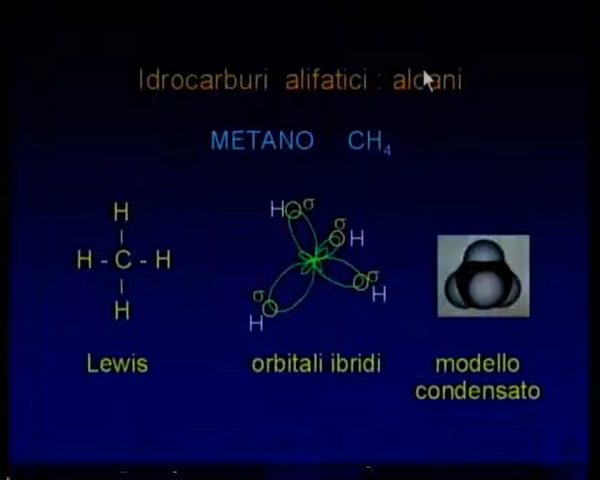 Idrocarburi alifatici : alcani
METANO CH₄
H
H - C - H
H
H σ
σ H
σ H
σ H
Lewis
orbitali ibridi
modello
condensato